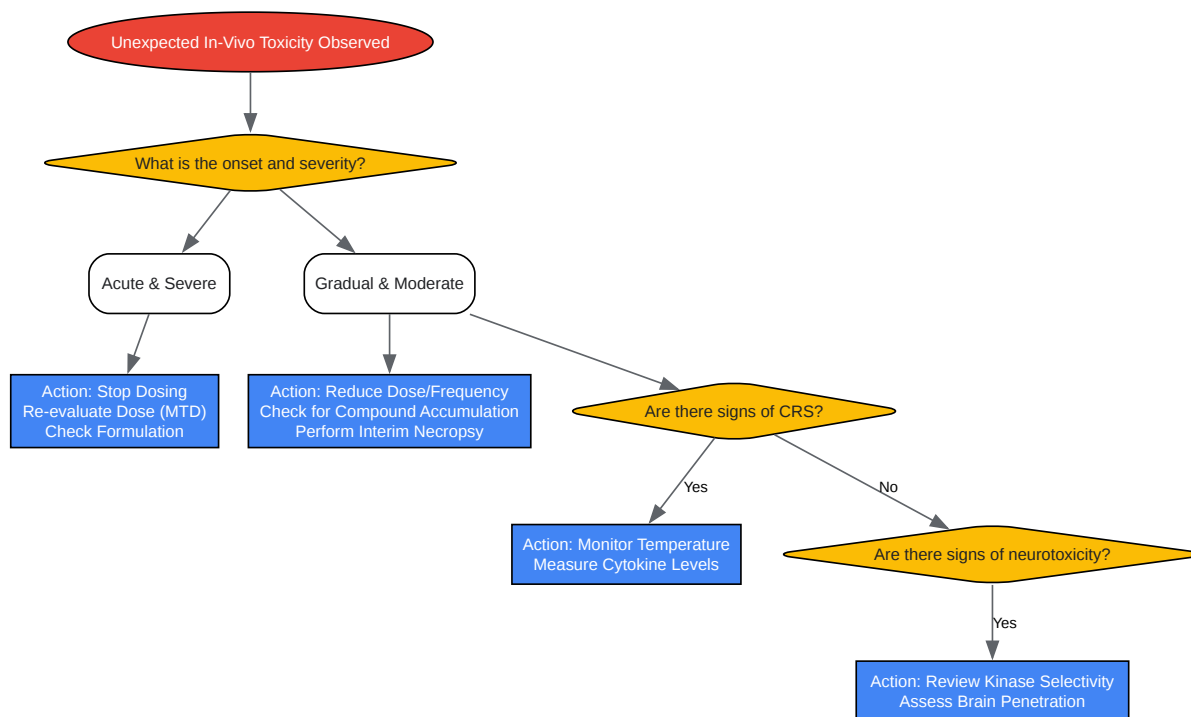 Unexpected In-Vivo Toxicity Observed
What is the onset and severity?
Acute & Severe
Gradual & Moderate
Action: Stop Dosing
Re-evaluate Dose (MTD)
Check Formulation
Action: Reduce Dose/Frequency
Check for Compound Accumulation
Perform Interim Necropsy
Are there signs of CRS?
Yes
No
Action: Monitor Temperature
Measure Cytokine Levels
Are there signs of neurotoxicity?
Yes
Action: Review Kinase Selectivity
Assess Brain Penetration